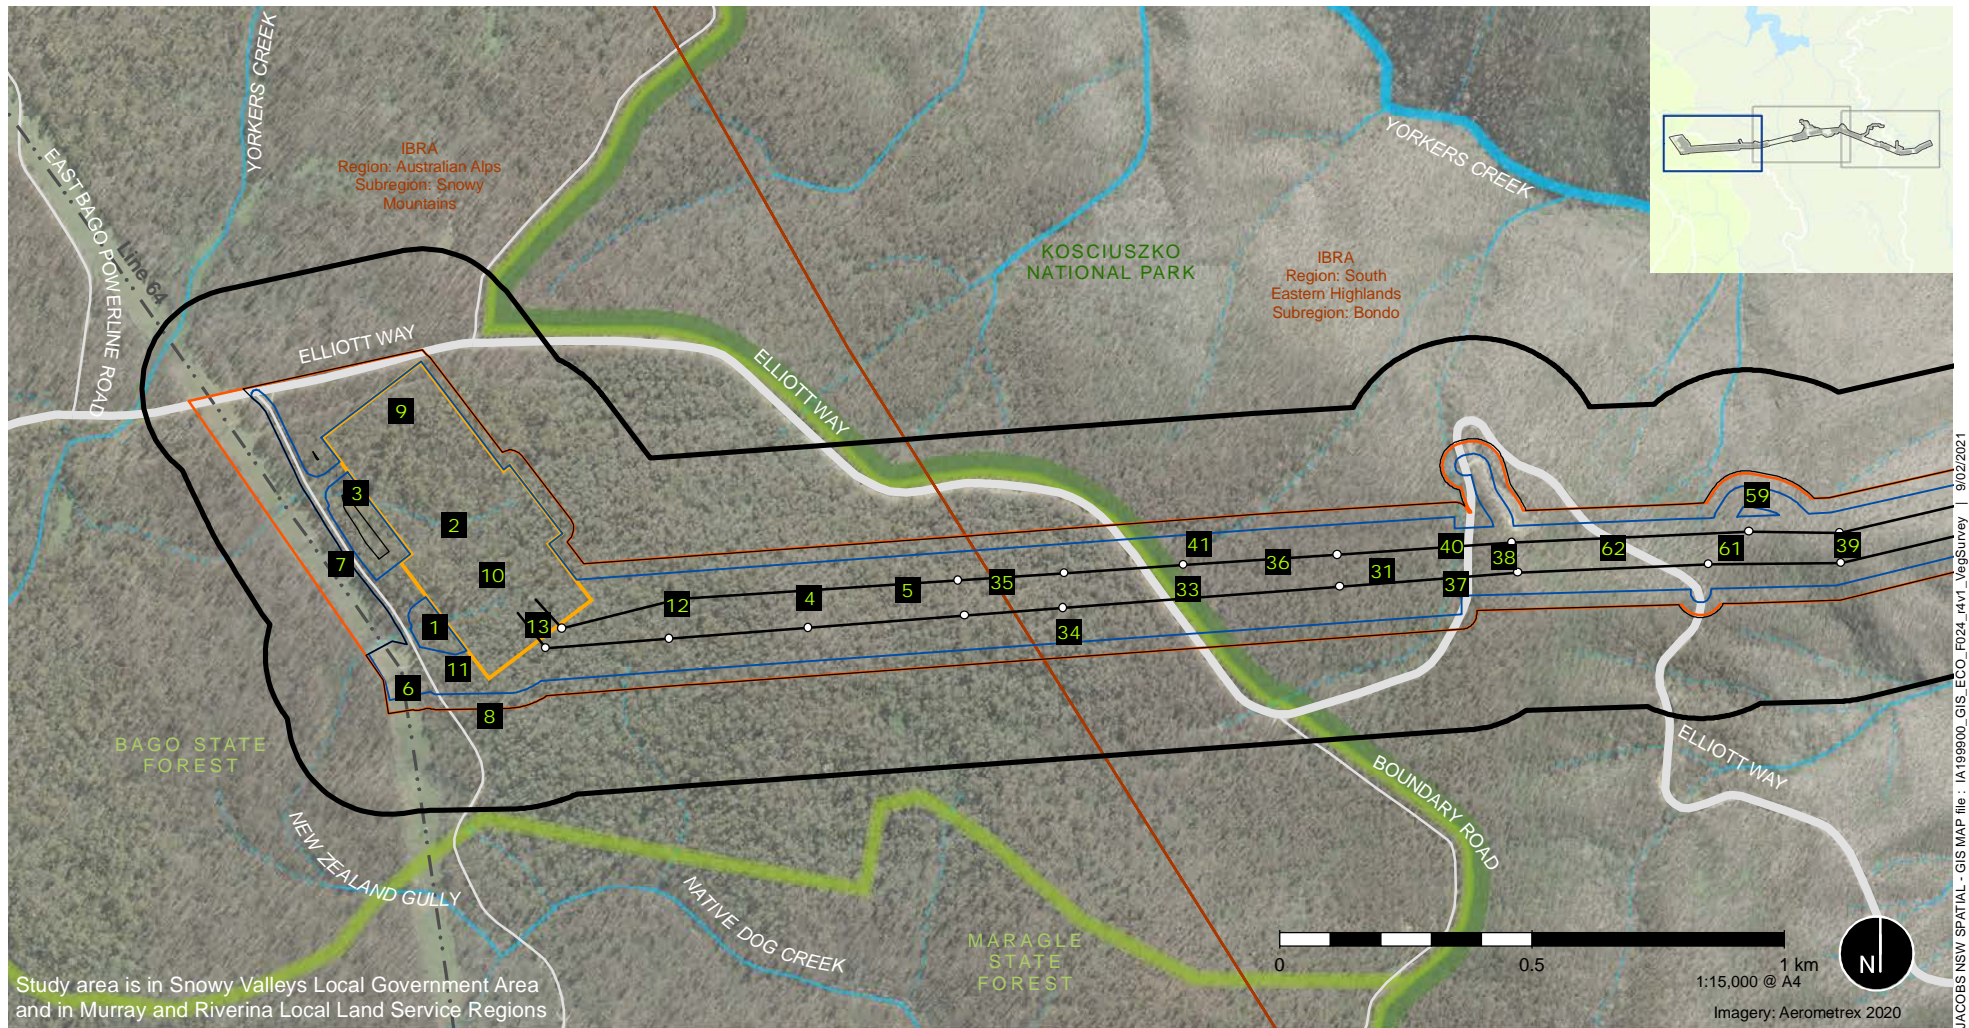 YORKERS CREEK
EAST BAGO POWERLINE ROAD
Line 64
IBRA
Region: Australian Alps
Subregion: Snowy
Mountains
YORKERS CREEK
KOSCIUSZKO
NATIONAL PARK
IBRA
Region: South
Eastern Highlands
Subregion: Bondo
ELLIOTT WAY
ELLIOTT WAY
9
3
2
7
10
1
13
11
6
8
12
4
5
35
41
33
34
36
31
40
38
37
62
59
61
39
BAGO STATE
FOREST
ELLIOTT WAY
BOUNDARY ROAD
NEW ZEALAND GULLY
NATIVE DOG CREEK
MARAGLE
STATE
FOREST
0
0.5
1 km
1:15,000 @ A4
N
Imagery: Aerometrex 2020
Study area is in Snowy Valleys Local Government Area
and in Murray and Riverina Local Land Service Regions
JACOBS NSW SPATIAL - GIS MAP file : IA199900_GIS_ECO_F024_r4v1_VegSurvey | 9/02/2021